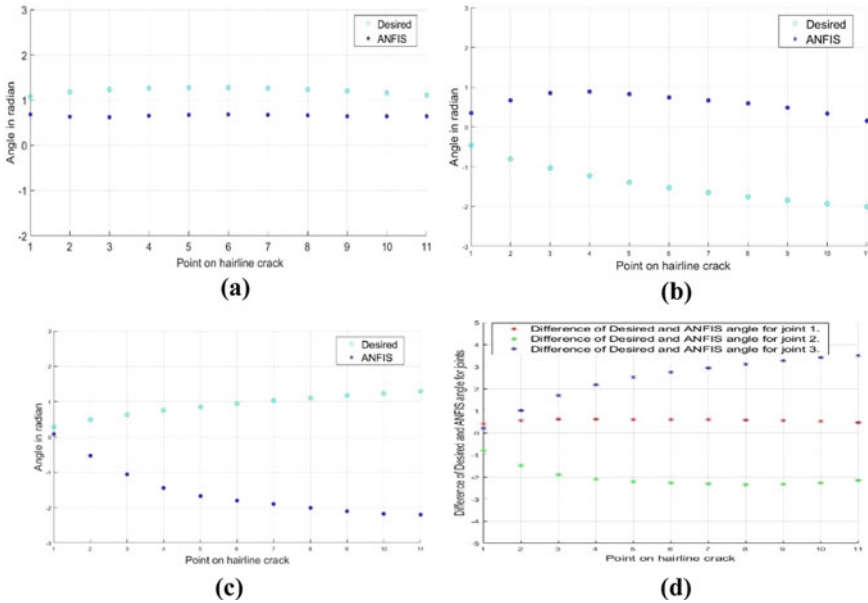 Desired
ANFIS
Angle in radian
3
2
1
0
-1
-2
1 2 3 4 5 6 7 8 9 10 11
Point on hairline crack
(a)
Desired
ANFIS
Angle in radian
3
2
1
0
-1
-2
-3
1 2 3 4 5 6 7 8 9 10 11
Point on hairline crack
(b)
Desired
ANFIS
Angle in radian
3
2
1
0
-1
-2
-3
1 2 3 4 5 6 7 8 9 10 11
Point on hairline crack
(c)
Difference of Desired and ANFIS angle for joint 1.
Difference of Desired and ANFIS angle for joint 2.
Difference of Desired and ANFIS angle for joint 3.
Difference of Desired and ANFIS angle for joints
5
4
3
2
1
0
-1
-2
-3
-4
-5
1 2 3 4 5 6 7 8 9 10 11
Point on hairline crack
(d)